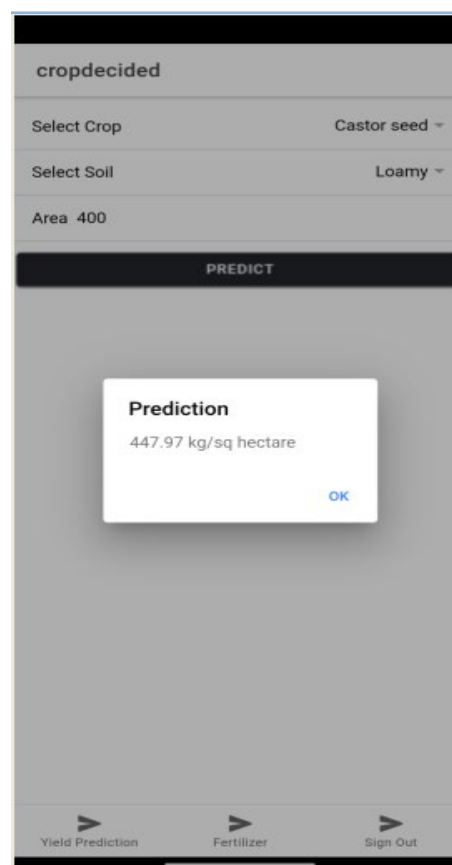 cropdecided
Select Crop Castor seed
Select Soil Loamy
Area 400
PREDICT
Prediction
447.97 kg/sq hectare
OK
Yield Prediction Fertilizer Sign Out